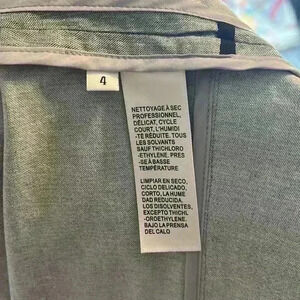 4
NETTOYAGE À SEC
PROFESSIONNEL,
DÉLICAT, CYCLE
COURT, L'HUMIDI
-TÉ RÉDUITE. TOUS
LES SOLVANTS
SAUF THICHLORO
-ETHYLENE. PRES
-SE À BASSE
TEMPÉRATURE
LIMPIAR EN SECO,
CICLO DELICADO,
CORTO, LA HUME
DAD REDUCIDA.
LOS DISOLVENTES,
EXCEPTO THICHL
-OROETHYLENE.
BAJO LA PRENSA
DEL CALO